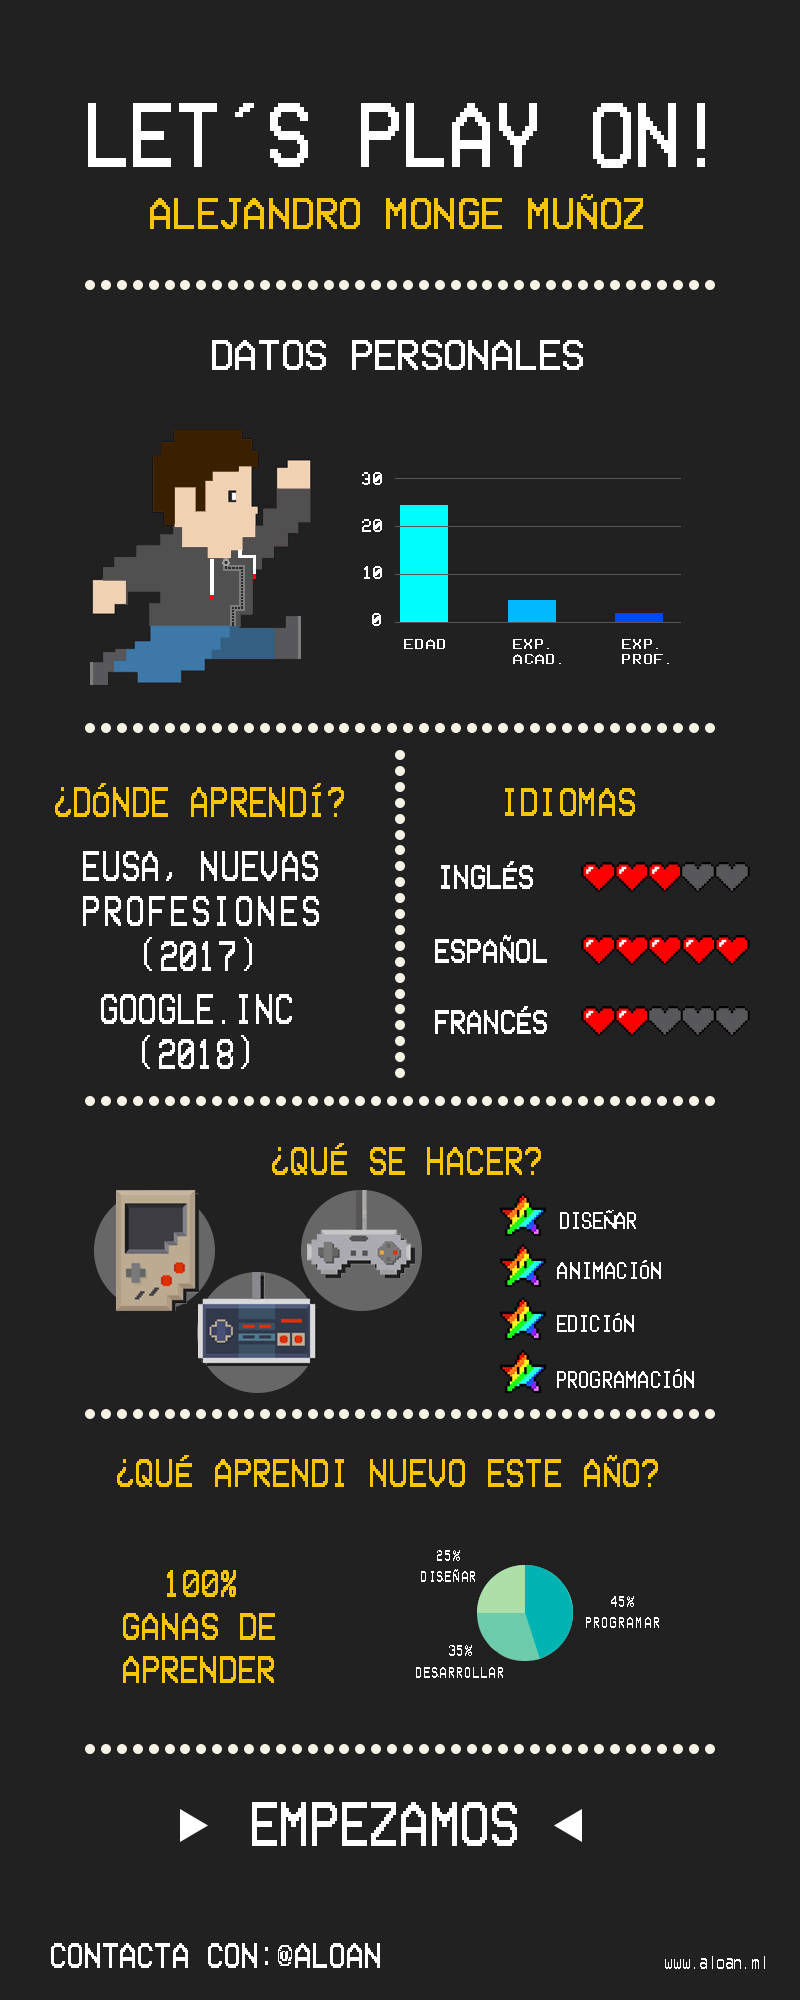 LET´S PLAY ON!
ALEJANDRO MONGE MUÑOZ
DATOS PERSONALES
30
20
10
0
EDAD
EXP.
ACAD.
EXP.
PROF.
¿DÓNDE APRENDÍ?
EUSA, NUEVAS
PROFESIONES
(2017)
GOOGLE.INC
(2018)
IDIOMAS
INGLÉS
ESPAÑOL
FRANCÉS
¿QUÉ SE HACER?
DISEÑAR
ANIMACIÓN
EDICIÓN
PROGRAMACIÓN
¿QUÉ APRENDI NUEVO ESTE AÑO?
100%
GANAS DE
APRENDER
25%
DISEÑAR
45%
PROGRAMAR
35%
DESARROLLAR
EMPEZAMOS
CONTACTA CON:@ALOAN
www.aloan.ml